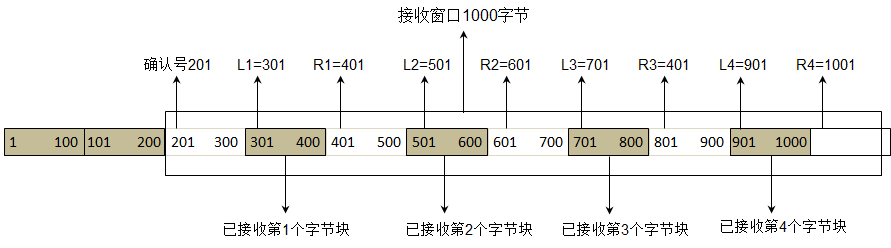 接收窗口1000字节
确认号201 L1=301 R1=401 L2=501 R2=601 L3=701 R3=401 L4=901 R4=1001
1 100 101 200 201 300 301 400 401 500 501 600 601 700 701 800 801 900 901 1000
已接收第1个字节块 已接收第2个字节块 已接收第3个字节块 已接收第4个字节块